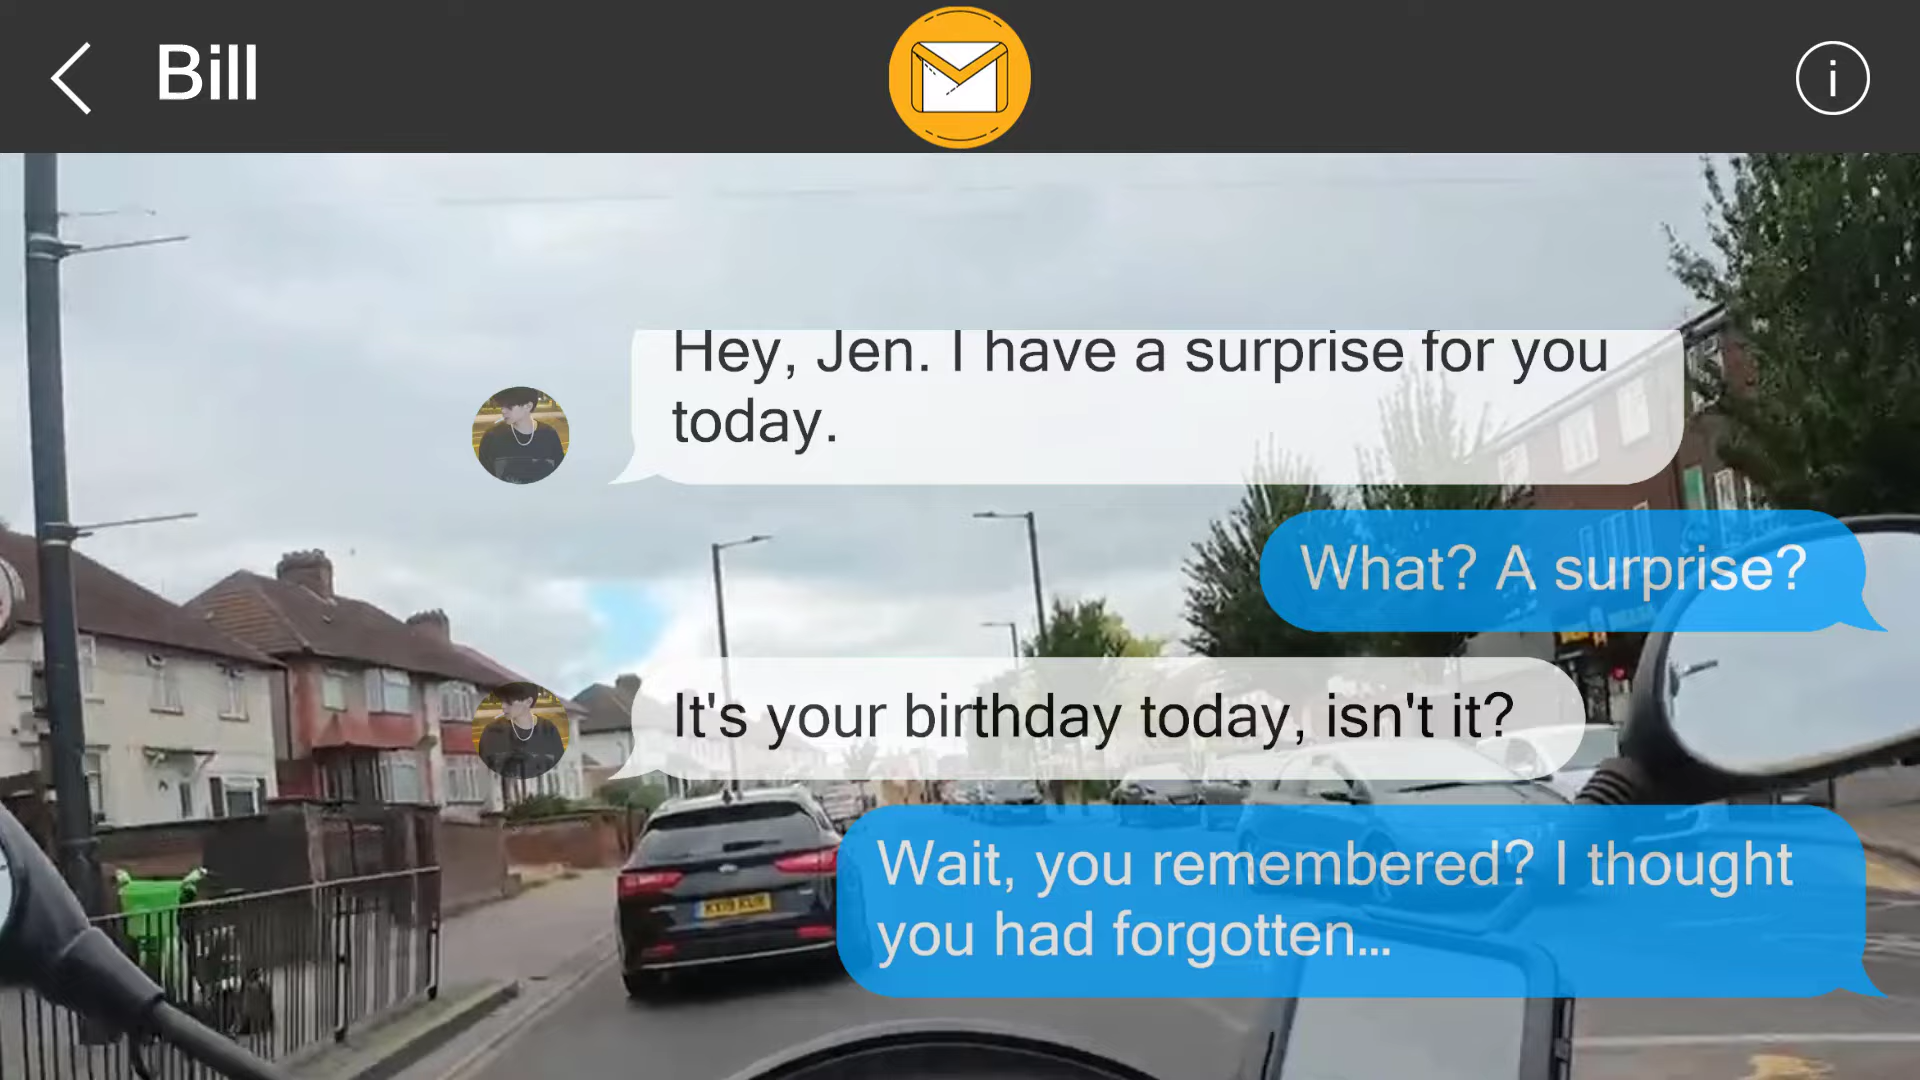 Bill
i
Hey, Jen. I have a surprise for you
today.
What? A surprise?
It's your birthday today, isn't it?
Wait, you remembered? I thought
you had forgotten...